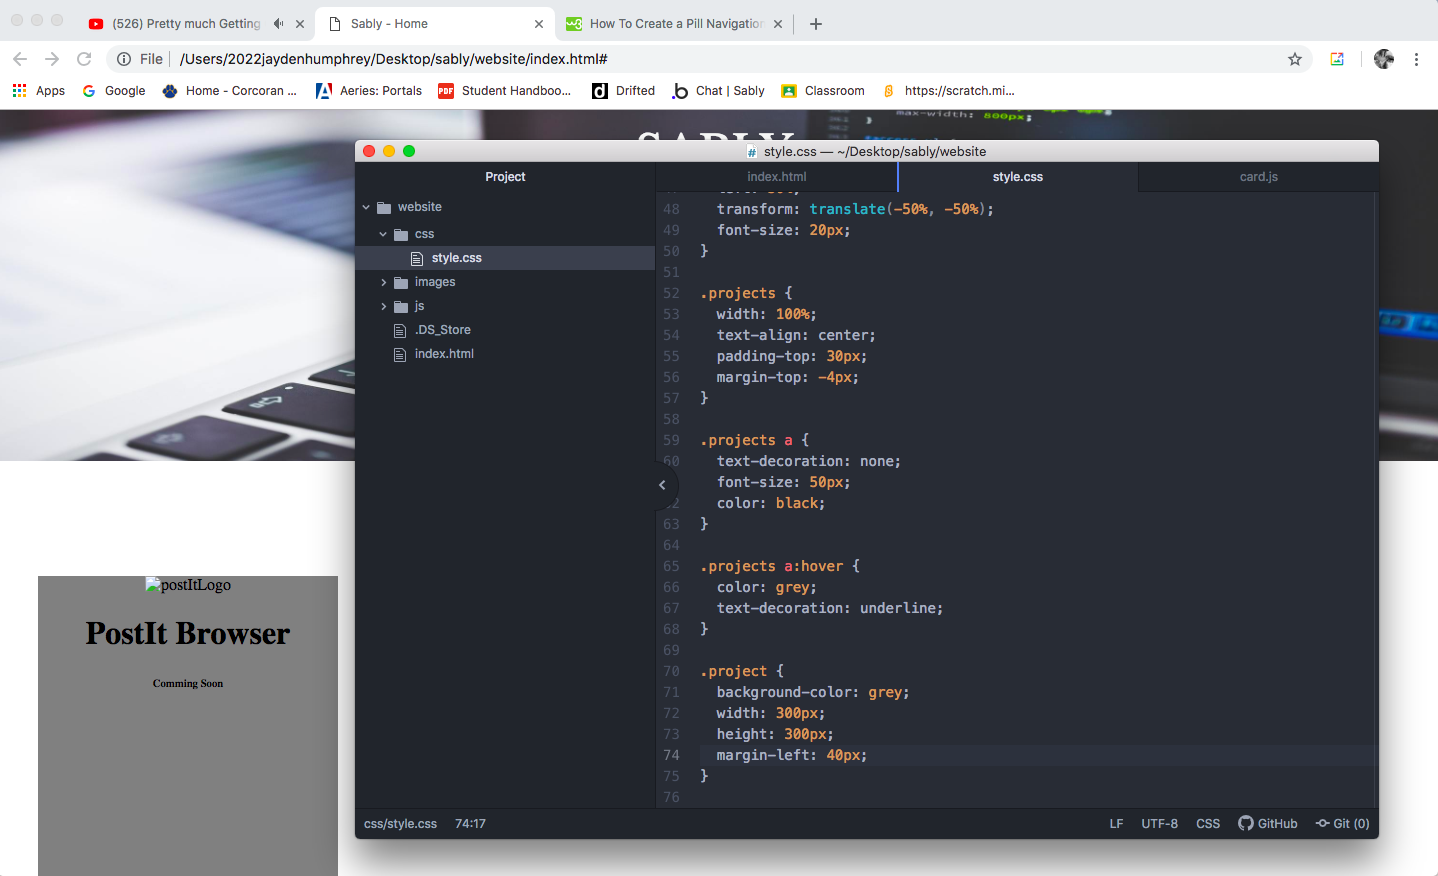 (526) Pretty much Getting
Sably - Home
How To Create a Pill Navigation
File
/Users/2022jaydenhumphrey/Desktop/sably/website/index.html#
Apps
Google
Home - Corcoran ...
Aeries: Portals
PDF
Student Handboo...
Drifted
Chat | Sably
Classroom
https://scratch.mi...
max-width: 800px;
}
SABLY
style.css — ~/Desktop/sably/website
Project
index.html
style.css
card.js
website
css
style.css
images
js
.DS_Store
index.html
48 transform: translate(-50%, -50%);
49 font-size: 20px;
50 }
51
52 .projects {
53 width: 100%;
54 text-align: center;
55 padding-top: 30px;
56 margin-top: -4px;
57 }
58
59 .projects a {
60 text-decoration: none;
font-size: 50px;
color: black;
63 }
64
65 .projects a:hover {
66 color: grey;
67 text-decoration: underline;
68 }
69
70 .project {
71 background-color: grey;
72 width: 300px;
73 height: 300px;
74 margin-left: 40px;
75 }
76
postItLogo
PostIt Browser
Comming Soon
css/style.css 74:17
LF UTF-8 CSS GitHub Git (0)